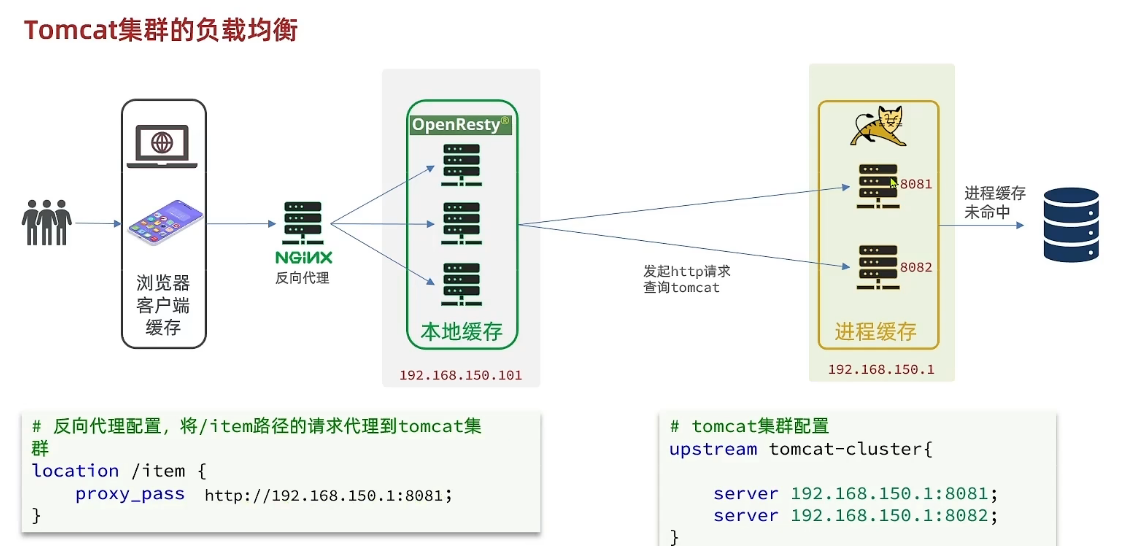 Tomcat集群的负载均衡
浏览器
客户端
缓存
NGINX
反向代理
OpenResty®
本地缓存
192.168.150.101
发起http请求
查询tomcat
8081
8082
进程缓存
192.168.150.1
进程缓存
未命中
# 反向代理配置，将/item路径的请求代理到tomcat集
群
location /item {
proxy_pass http://192.168.150.1:8081;
}
# tomcat集群配置
upstream tomcat-cluster{
server 192.168.150.1:8081;
server 192.168.150.1:8082;
}